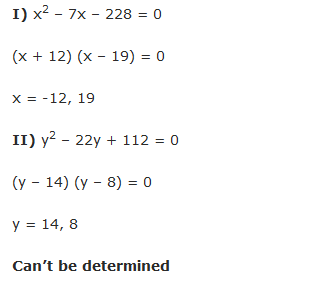 I) x² – 7x – 228 = 0
(x + 12) (x – 19) = 0
x = -12, 19
II) y² – 22y + 112 = 0
(y – 14) (y – 8) = 0
y = 14, 8
Can’t be determined